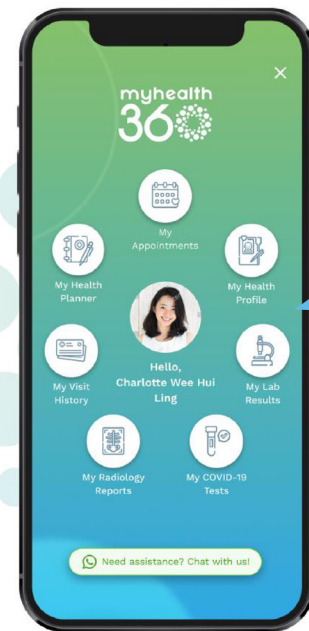 myhealth
360
My
Appointments
My Health
Planner
My Health
Profile
Hello,
Charlotte Wee Hui
Ling
My Visit
History
My Lab
Results
My Radiology
Reports
My COVID-19
Tests
Need assistance? Chat with us!